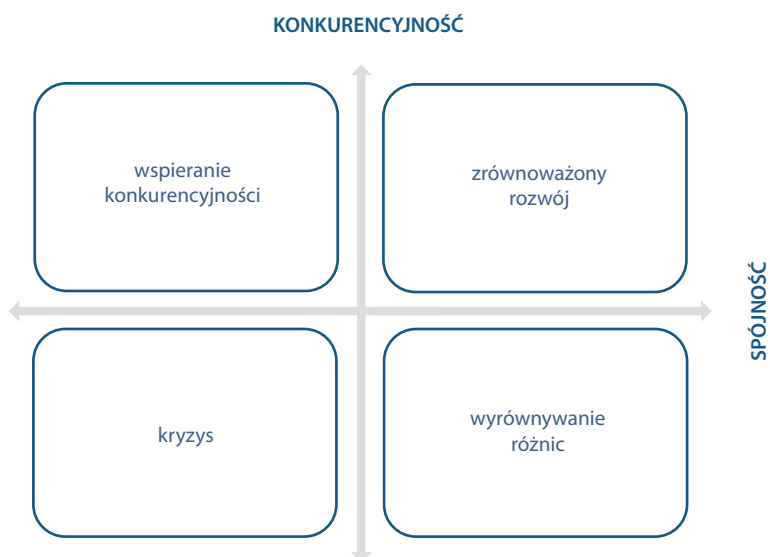 KONKURENCYJNOŚĆ
wspieranie
konkurencyjności
zrównoważony
rozwój
SPÓJNOŚĆ
kryzys
wyrównywanie
różnic